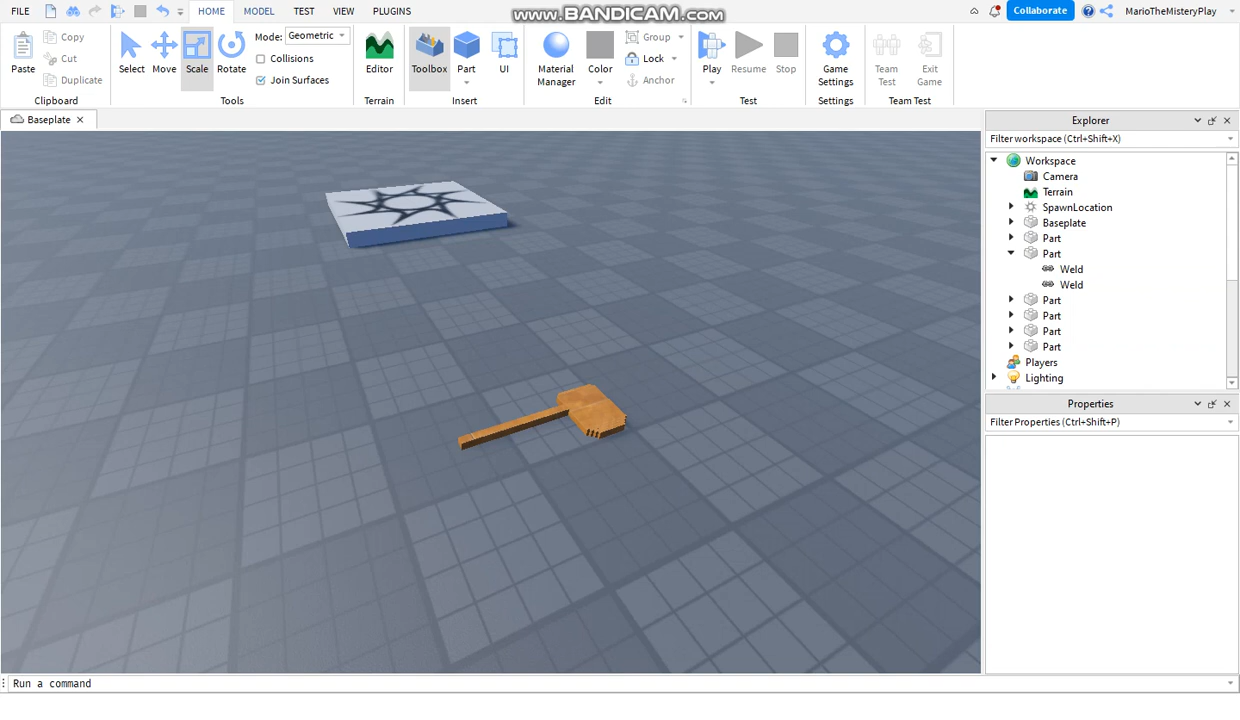 www.BANDICAM.com
FILE HOME MODEL TEST VIEW PLUGINS Collaborate MarioTheMisteryPlay
Paste Copy Cut Duplicate
Clipboard
Select Move Scale Rotate Mode: Geometric
Collisions
Join Surfaces
Tools
Editor
Terrain
Toolbox Part UI
Insert
Material Manager Color Group Lock Anchor
Edit
Play Resume Stop
Test
Game Settings
Settings
Team Test Exit Game
Team Test
Baseplate
Explorer
Filter workspace (Ctrl+Shift+X)
Workspace
Camera
Terrain
SpawnLocation
Baseplate
Part
Part
Weld
Weld
Part
Part
Part
Part
Players
Lighting
Properties
Filter Properties (Ctrl+Shift+P)
Run a command